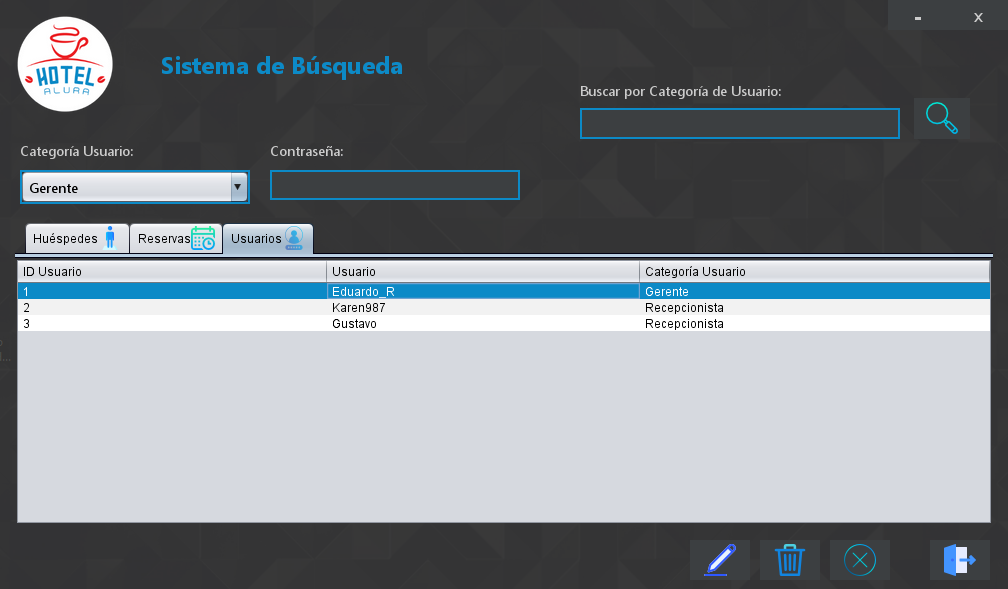 - X
HOTEL
ALURA
Sistema de Búsqueda
Buscar por Categoría de Usuario:
Categoría Usuario: Contraseña:
Gerente
Huéspedes Reservas Usuarios
ID Usuario Usuario Categoría Usuario
1 Eduardo_R Gerente
2 Karen987 Recepcionista
3 Gustavo Recepcionista